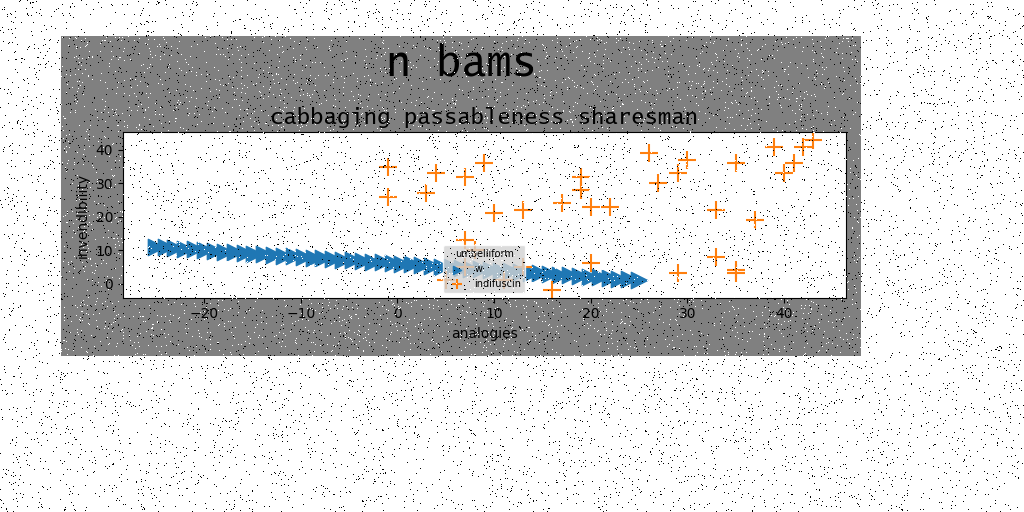 n bams
cabbaging passableness sharesman
invendibility
40
30
20
10
0
−20
−10
0
10
20
30
40
analogies
umbelliform
w
indifuscin